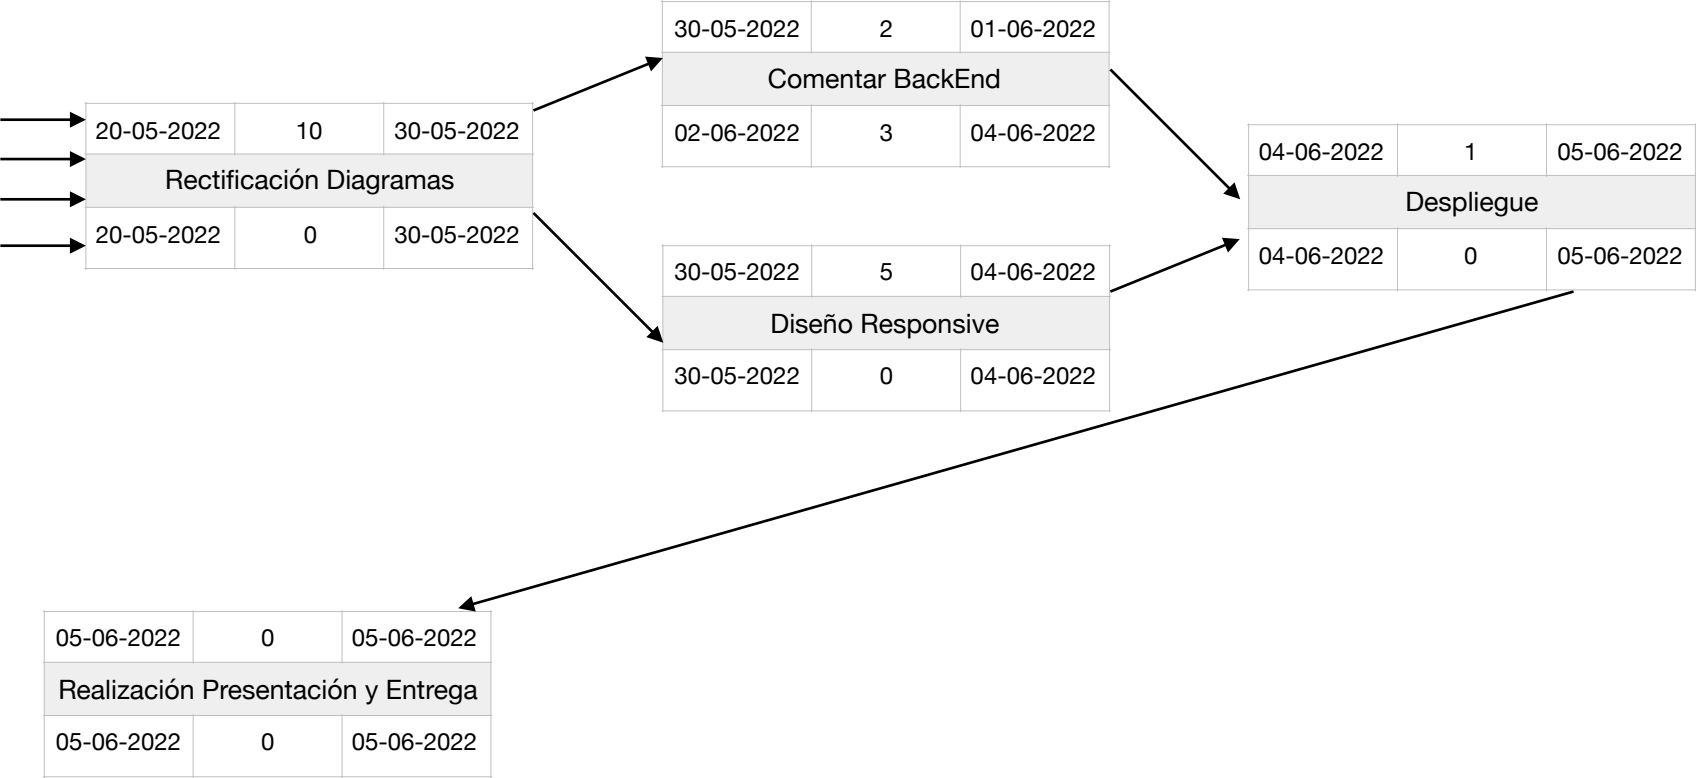 20-05-2022 10 30-05-2022
Rectificación Diagramas
20-05-2022 0 30-05-2022
30-05-2022 2 01-06-2022
Comentar BackEnd
02-06-2022 3 04-06-2022
30-05-2022 5 04-06-2022
Diseño Responsive
30-05-2022 0 04-06-2022
04-06-2022 1 05-06-2022
Despliegue
04-06-2022 0 05-06-2022
05-06-2022 0 05-06-2022
Realización Presentación y Entrega
05-06-2022 0 05-06-2022